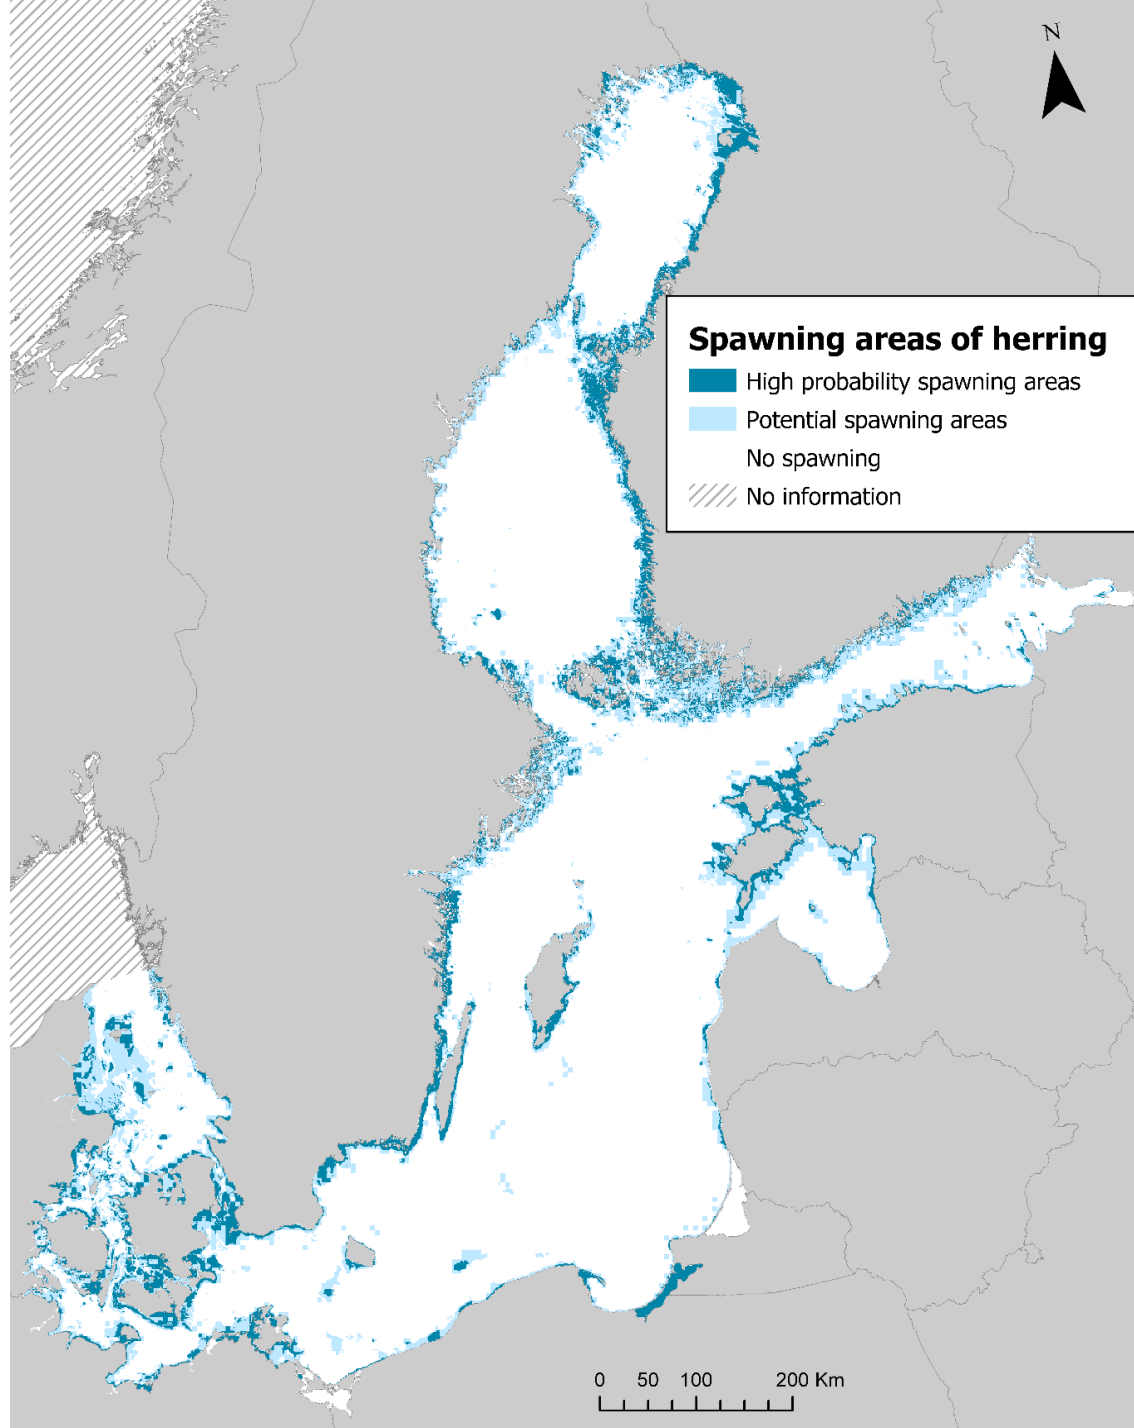 N
Spawning areas of herring
High probability spawning areas
Potential spawning areas
No spawning
No information
0 50 100 200 Km